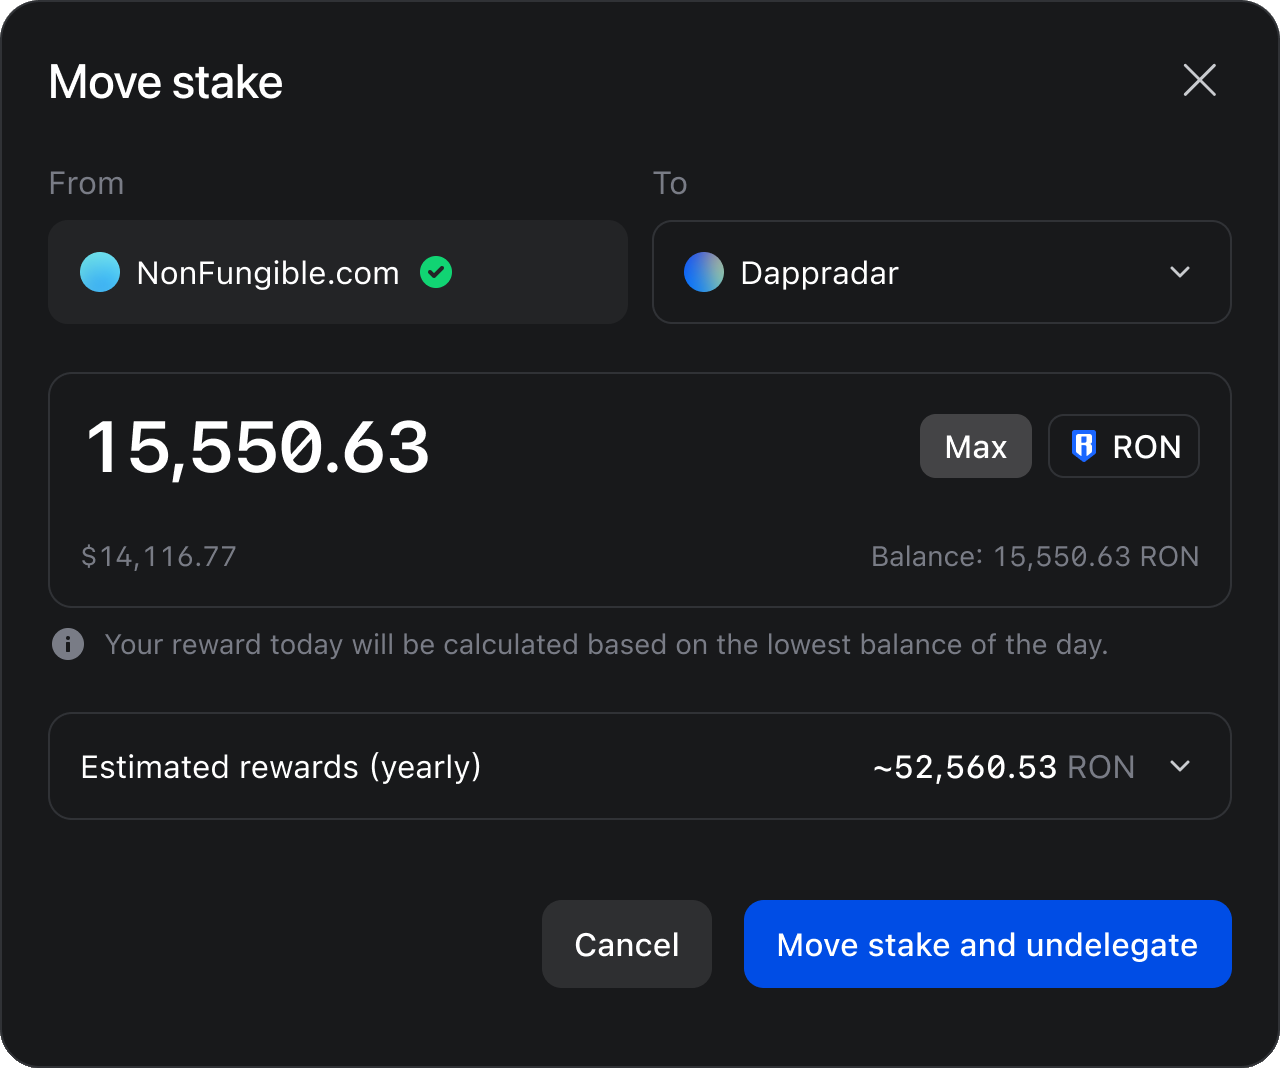 Move stake
From
To
NonFungible.com
Dappradar
15,550.63
Max
RON
$14,116.77
Balance: 15,550.63 RON
Your reward today will be calculated based on the lowest balance of the day.
Estimated rewards (yearly)
~52,560.53 RON
Cancel
Move stake and undelegate